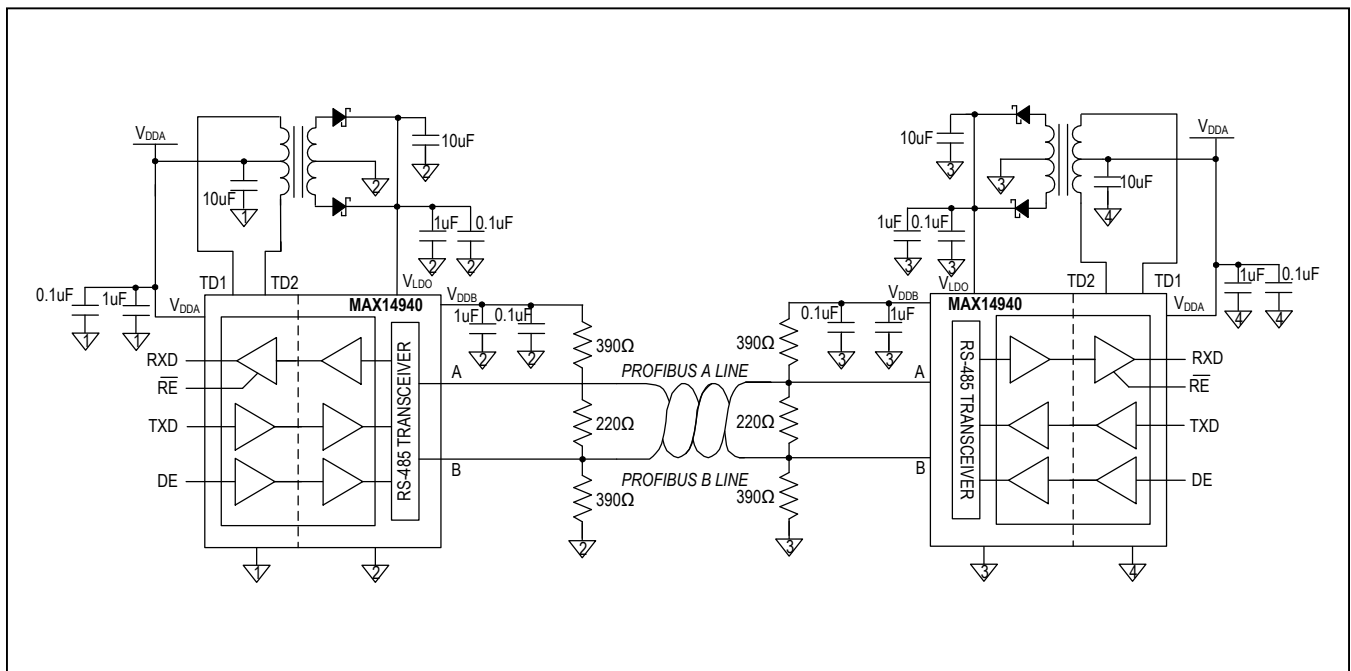 VDDA
10uF
2
2
10uF
1
1uF
0.1uF
2
2
TD1
TD2
VLDO
0.1uF
1uF
1
1
VDDA
MAX14940
VDDB
1uF
0.1uF
2
2
RXD
RE
TXD
DE
RS-485 TRANSCEIVER
A
B
390Ω
220Ω
390Ω
2
1
2
PROFIBUS A LINE
PROFIBUS B LINE
10uF
3
3
VDDA
10uF
4
1uF
0.1uF
3
3
VLDO
TD2
TD1
1uF
0.1uF
4
4
VDDA
VDDB
MAX14940
0.1uF
1uF
3
3
390Ω
220Ω
390Ω
3
A
B
RS-485 TRANSCEIVER
RXD
RE
TXD
DE
3
4